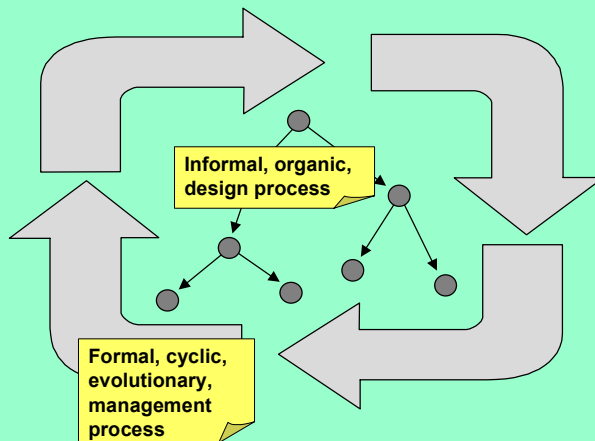 Informal, organic,
design process
Formal, cyclic,
evolutionary,
management
process